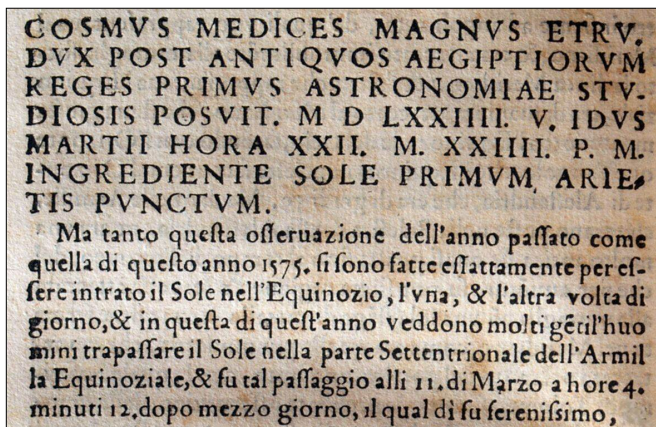 COSMVS MEDICES MAGNVS ETRV.
DVX POST ANTIQVOS AEGIPTIORVM
REGES PRIMVS ASTRONOMIAE STV-
DIOSIS POSVIT. M D LXXIIII. V. IDVS
MARTII HORA XXII. M. XXIIII. P. M.
INGREDIENTE SOLE PRIMVM ARIE-
TIS PVNCTVM.
Ma tanto queſta oſſeruazione dell'anno paſſato come
quella di queſto anno 1575. ſi ſono fatte eſſattamente per eſ-
ſere intrato il Sole nell'Equinozio, l'vna, & l'altra volta di
giorno, & in queſta di queſt'anno veddono molti gẽtil'huo
mini trapaſſare il Sole nella parte Settentrionale dell'Armil
la Equinoziale, & fu tal paſſaggio alli 11. di Marzo a hore 4.
minuti 12. dopo mezzo giorno, il qual dì fu ſereniſsimo,